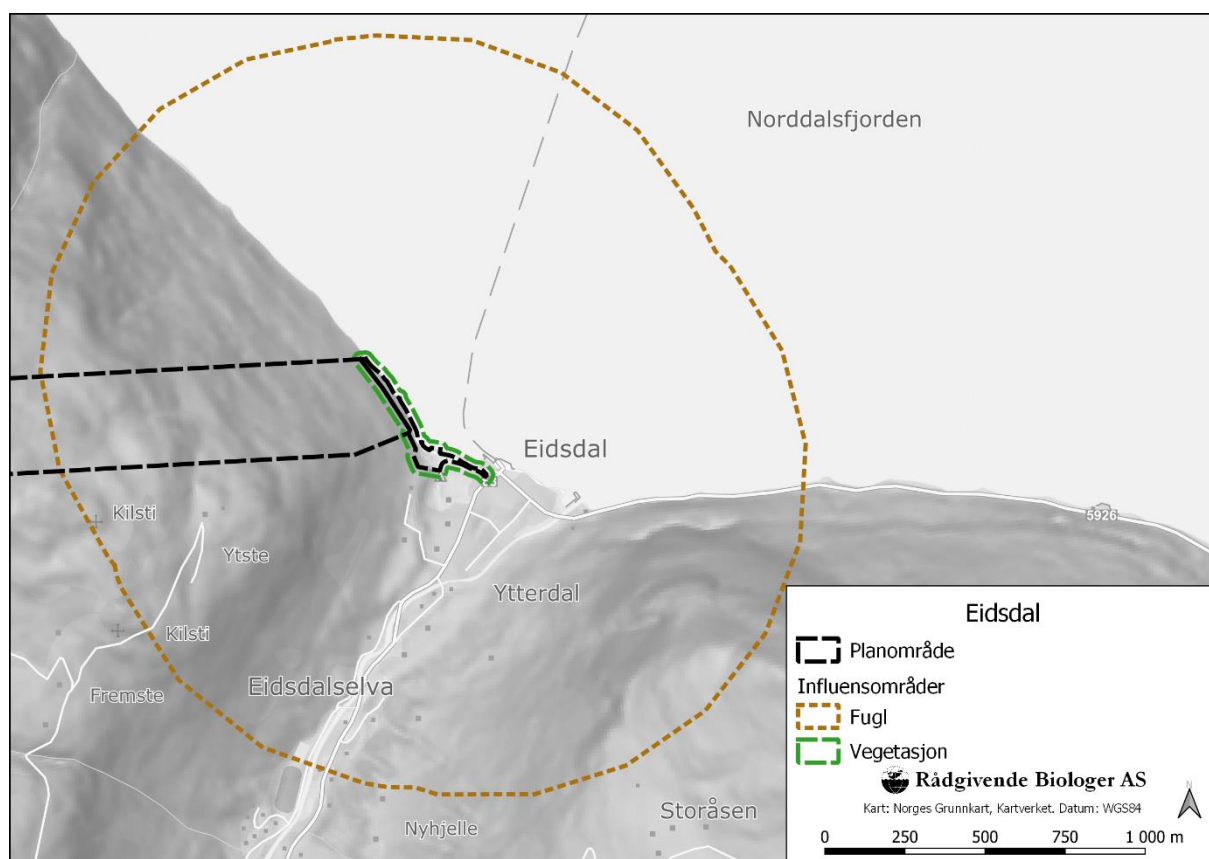 Norddalsfjorden
Eidsdal
5926
Kilsti
Ytste
Ytterdal
Kilsti
Eidsdalselva
Fremste
Storåsen
Nyhjelle
Eidsdal
Planområde
Influensområder
Fugl
Vegetasjon
Rådgivende Biologer AS
Kart: Norges Grunnkart, Kartverket. Datum: WGS84
N
0 250 500 750 1 000 m